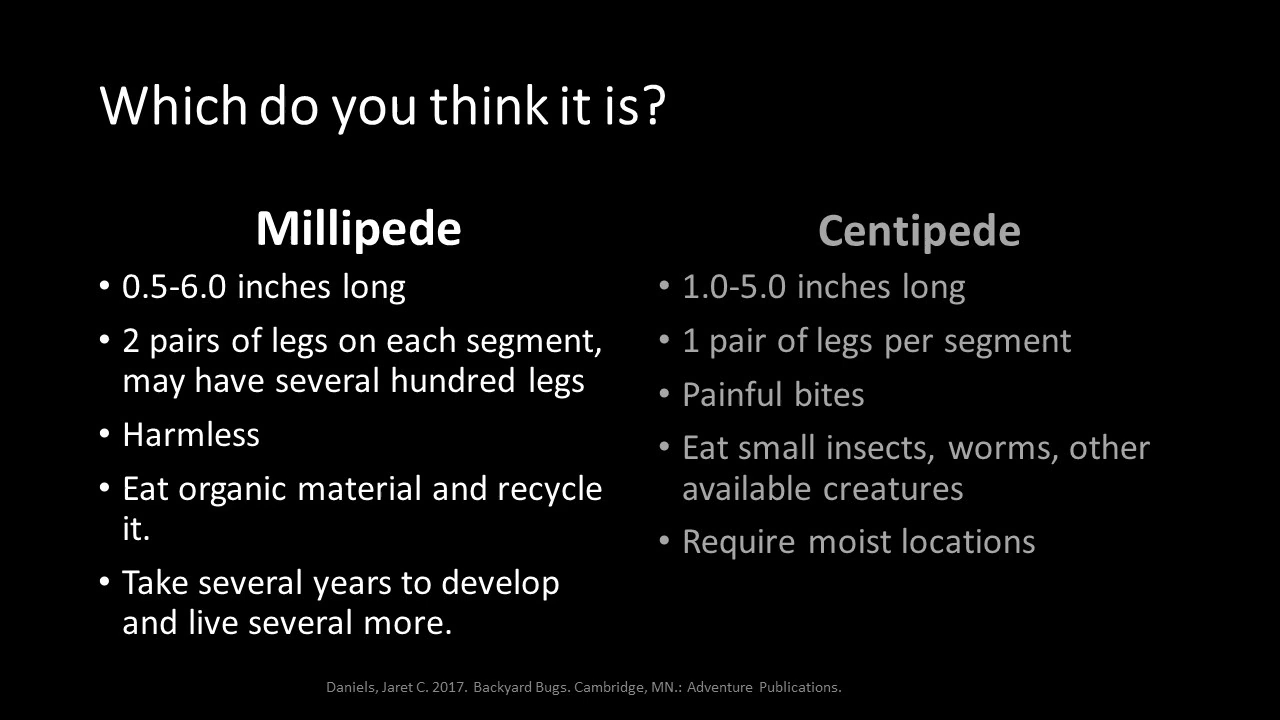 Which do you think it is?
Millipede
• 0.5-6.0 inches long
• 2 pairs of legs on each segment,
may have several hundred legs
• Harmless
• Eat organic material and recycle
it.
• Take several years to develop
and live several more.
Centipede
• 1.0-5.0 inches long
• 1 pair of legs per segment
• Painful bites
• Eat small insects, worms, other
available creatures
• Require moist locations
Daniels, Jaret C. 2017. Backyard Bugs. Cambridge, MN.: Adventure Publications.